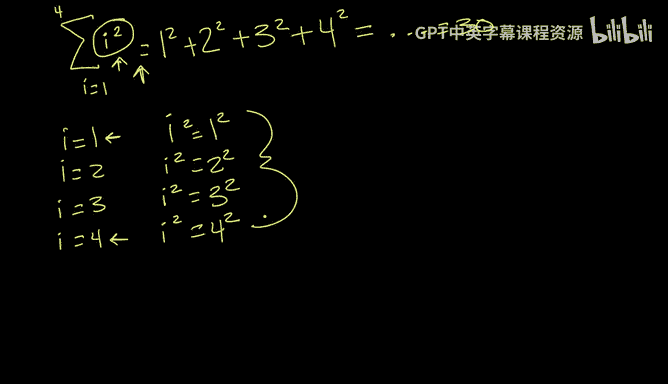 4
∑ i² = 1² + 2² + 3² + 4² = ... = 30
i=1
GPT中英字幕课程资源 bilibili
i=1 ← i² = 1²
i=2 i² = 2²
i=3 i² = 3²
i=4 ← i² = 4²